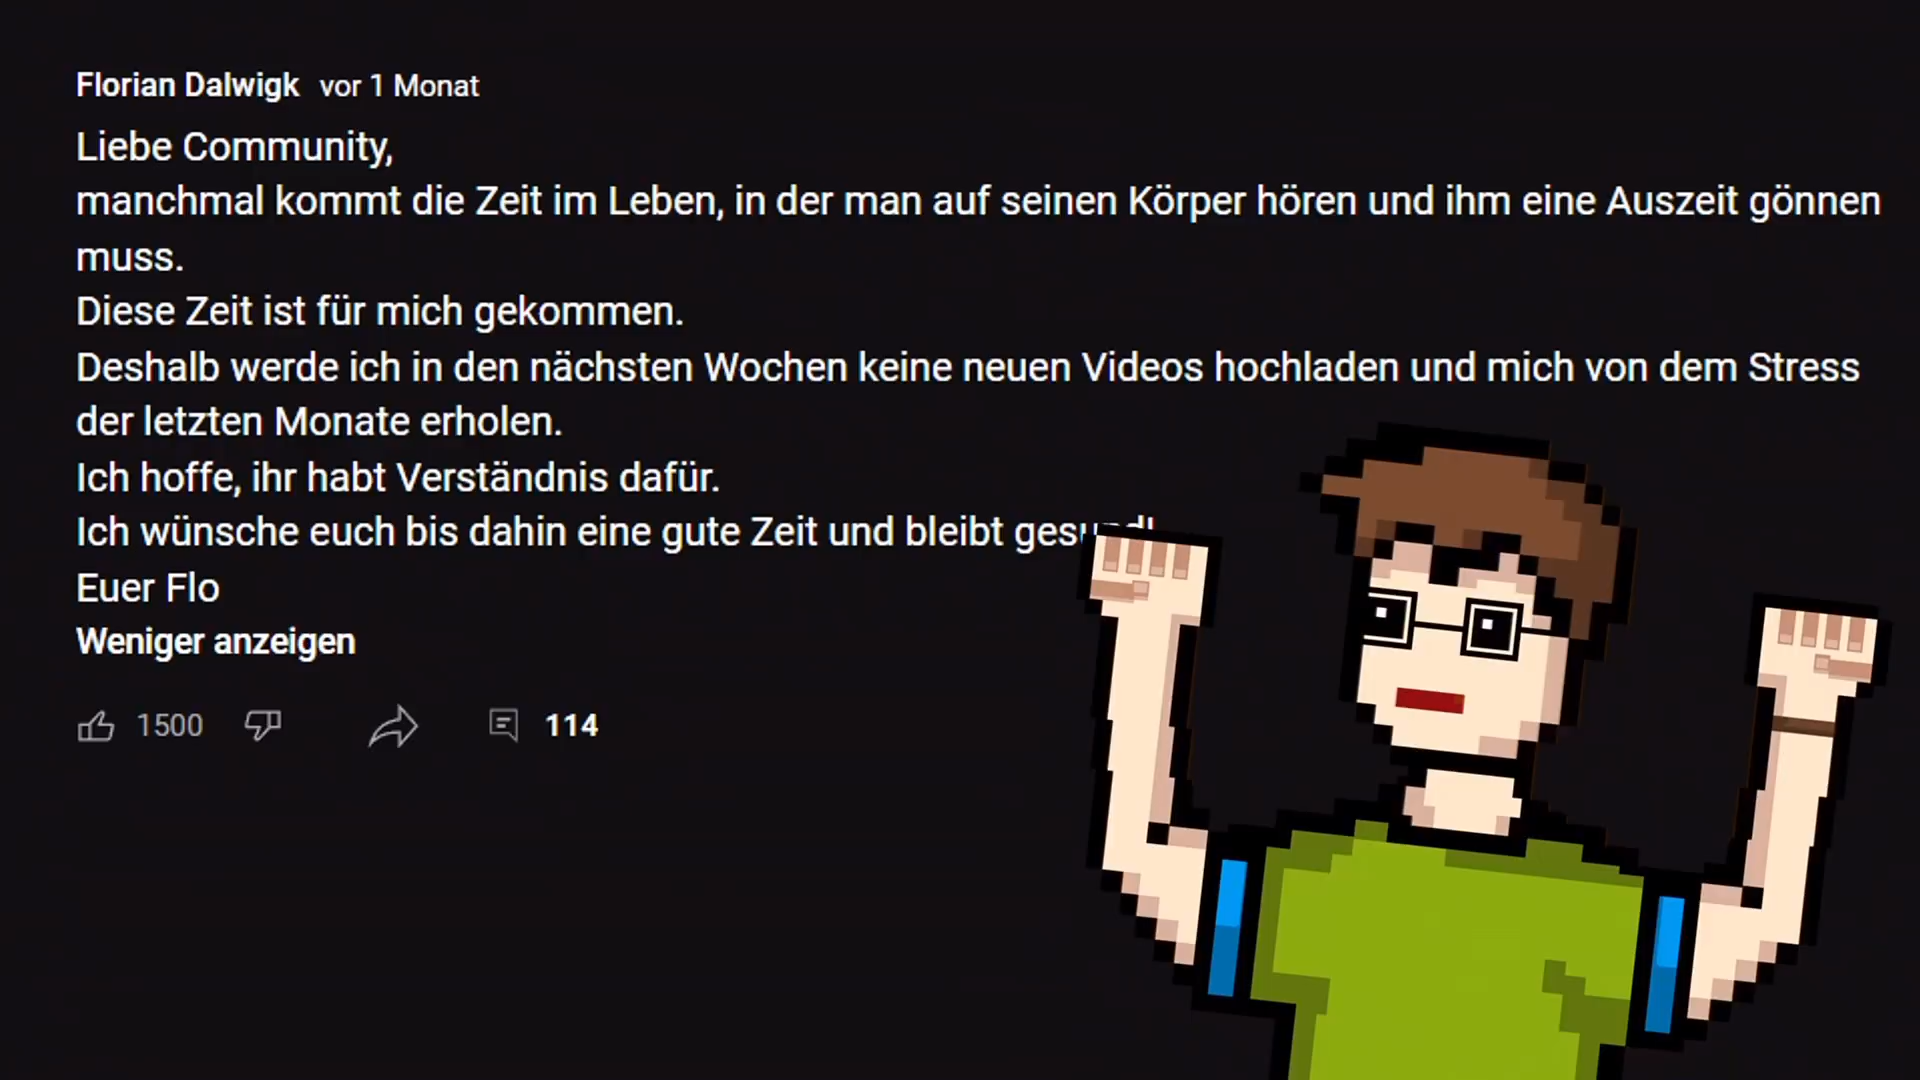 Florian Dalwigk vor 1 Monat
Liebe Community,
manchmal kommt die Zeit im Leben, in der man auf seinen Körper hören und ihm eine Auszeit gönnen
muss.
Diese Zeit ist für mich gekommen.
Deshalb werde ich in den nächsten Wochen keine neuen Videos hochladen und mich von dem Stress
der letzten Monate erholen.
Ich hoffe, ihr habt Verständnis dafür.
Ich wünsche euch bis dahin eine gute Zeit und bleibt gesund!
Euer Flo
Weniger anzeigen
1500 114